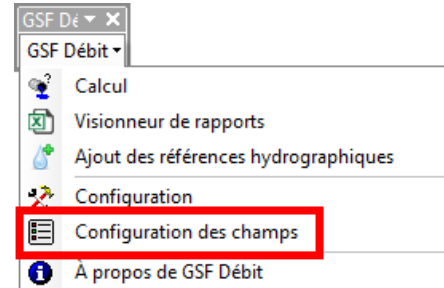 GSF Dé
GSF Débit
Calcul
Visionneur de rapports
Ajout des références hydrographiques
Configuration
Configuration des champs
À propos de GSF Débit